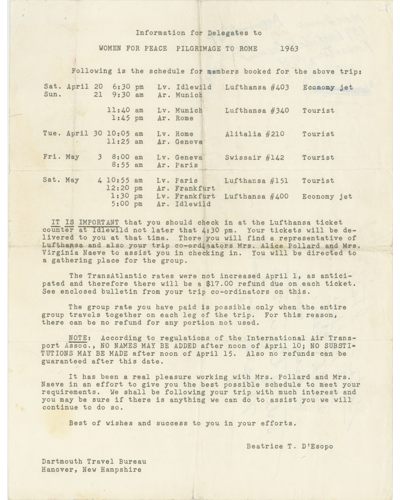 Information for Delegates to
WOMEN FOR PEACE PILGRIMAGE TO ROME 1963
Following is the schedule for members booked for the above trip:
Sat. April 20 6:30 pm Lv. Idlewild Lufthansa #403 Economy jet
Sun. 21 9:30 am Ar. Munich
11:40 am Lv. Munich Lufthansa #340 Tourist
1:45 pm Ar. Rome
Tue. April 30 10:05 am Lv. Rome Alitalia #210 Tourist
11:25 am Ar. Geneva
Fri. May 3 8:00 am Lv. Geneva Swissair #142 Tourist
8:55 am Ar. Paris
Sat. May 4 10:55 am Lv. Paris Lufthansa #151 Tourist
12:20 pm Ar. Frankfurt
1:30 pm Lv. Frankfurt Lufthansa #400 Economy jet
5:00 pm Ar. Idlewild
IT IS IMPORTANT that you should check in at the Lufthansa ticket
counter at Idlewild not later that 4:30 pm. Your tickets will be de-
livered to you at that time. There you will find a representative of
Lufthansa and also your trip co-ordinators Mrs. Alice Pollard and Mrs.
Virginia Naeve to assist you in checking in. You will be directed to
a gathering place for the group.
The TransAtlantic rates were not increased April 1, as antici-
pated and therefore there will be a $17.00 refund due on each ticket.
See enclosed bulletin from your trip co-ordinators on this.
The group rate you have paid is possible only when the entire
group travels together on each leg of the trip. For this reason,
there can be no refund for any portion not used.
NOTE: According to regulations of the International Air Trans-
port Assoc., NO NAMES MAY BE ADDED after noon of April 10; NO SUBSTI-
TUTIONS MAY BE MADE after noon of April 15. Also no refunds can be
guaranteed after this date.
It has been a real pleasure working with Mrs. Pollard and Mrs.
Naeve in an effort to give you the best possible schedule to meet your
requirements. We shall be following your trip with much interest and
you may be sure if there is anything we can do to assist you we will
continue to do so.
Best of wishes and success to you in your efforts.
Beatrice T. D'Esopo
Dartmouth Travel Bureau
Hanover, New Hampshire